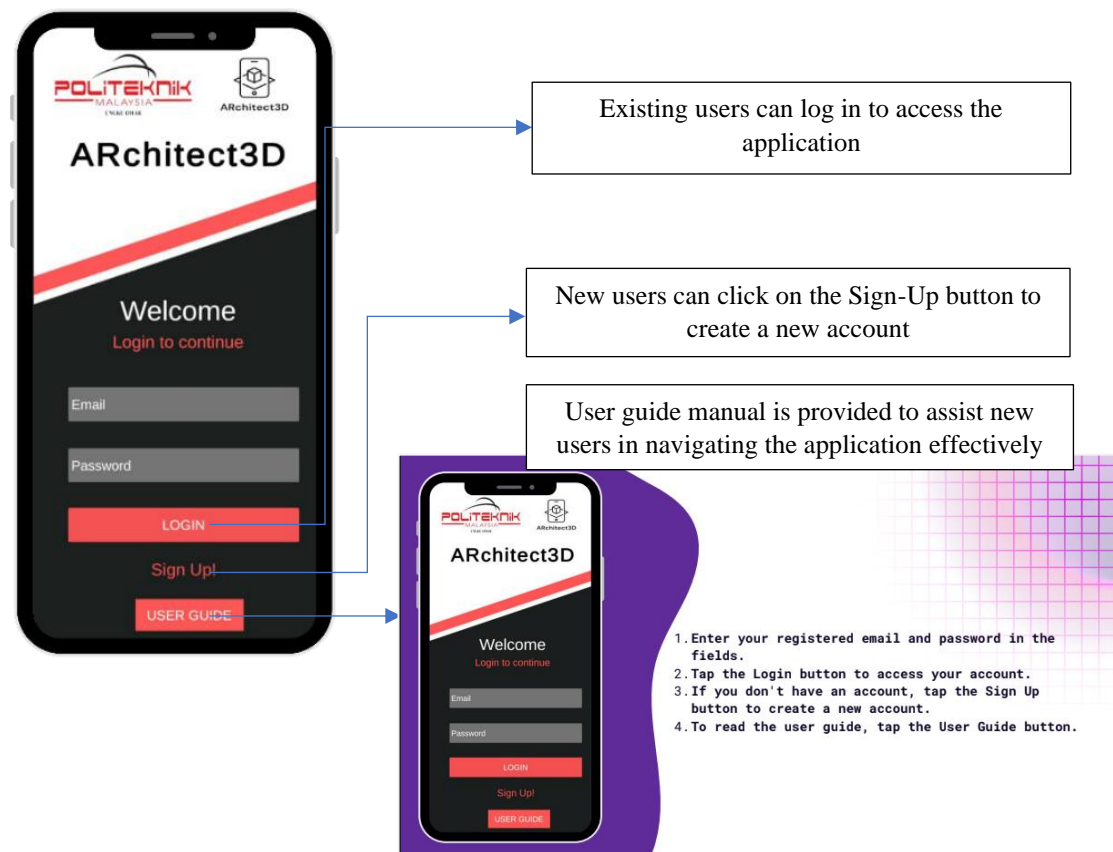 POLITEKNIK
MALAYSIA
UNGKU OMAR
ARchitect3D
ARchitect3D
Welcome
Login to continue
Email
Password
LOGIN
Sign Up!
USER GUIDE
Existing users can log in to access the
application
New users can click on the Sign-Up button to
create a new account
User guide manual is provided to assist new
users in navigating the application effectively
POLITEKNIK
MALAYSIA
UNGKU OMAR
ARchitect3D
ARchitect3D
Welcome
Login to continue
Email
Password
LOGIN
Sign Up!
USER GUIDE
1. Enter your registered email and password in the
fields.
2. Tap the Login button to access your account.
3. If you don't have an account, tap the Sign Up
button to create a new account.
4. To read the user guide, tap the User Guide button.